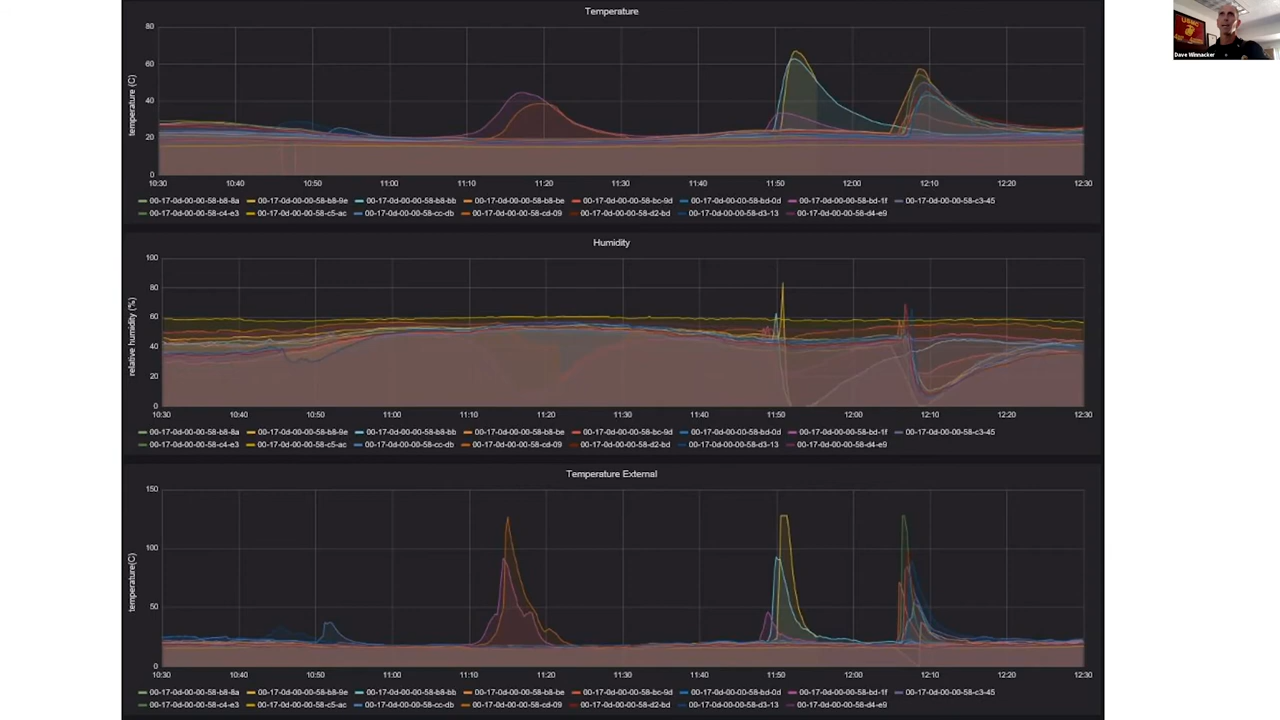 Temperature
temperature (C)
80
60
40
20
0
10:30 10:40 10:50 11:00 11:10 11:20 11:30 11:40 11:50 12:00 12:10 12:20 12:30
00-17-0d-00-00-58-b8-8a 00-17-0d-00-00-58-b8-9e 00-17-0d-00-00-58-b8-bb 00-17-0d-00-00-58-b8-be 00-17-0d-00-00-58-bc-9d 00-17-0d-00-00-58-bd-0d 00-17-0d-00-00-58-bd-1f 00-17-0d-00-00-58-c3-45
00-17-0d-00-00-58-c4-e3 00-17-0d-00-00-58-c5-ac 00-17-0d-00-00-58-cc-db 00-17-0d-00-00-58-cd-09 00-17-0d-00-00-58-d2-bd 00-17-0d-00-00-58-d3-13 00-17-0d-00-00-58-d4-e9
Humidity
relative humidity (%)
100
80
60
40
20
0
10:30 10:40 10:50 11:00 11:10 11:20 11:30 11:40 11:50 12:00 12:10 12:20 12:30
00-17-0d-00-00-58-b8-8a 00-17-0d-00-00-58-b8-9e 00-17-0d-00-00-58-b8-bb 00-17-0d-00-00-58-b8-be 00-17-0d-00-00-58-bc-9d 00-17-0d-00-00-58-bd-0d 00-17-0d-00-00-58-bd-1f 00-17-0d-00-00-58-c3-45
00-17-0d-00-00-58-c4-e3 00-17-0d-00-00-58-c5-ac 00-17-0d-00-00-58-cc-db 00-17-0d-00-00-58-cd-09 00-17-0d-00-00-58-d2-bd 00-17-0d-00-00-58-d3-13 00-17-0d-00-00-58-d4-e9
Temperature External
temperature(C)
150
100
50
0
10:30 10:40 10:50 11:00 11:10 11:20 11:30 11:40 11:50 12:00 12:10 12:20 12:30
00-17-0d-00-00-58-b8-8a 00-17-0d-00-00-58-b8-9e 00-17-0d-00-00-58-b8-bb 00-17-0d-00-00-58-b8-be 00-17-0d-00-00-58-bc-9d 00-17-0d-00-00-58-bd-0d 00-17-0d-00-00-58-bd-1f 00-17-0d-00-00-58-c3-45
00-17-0d-00-00-58-c4-e3 00-17-0d-00-00-58-c5-ac 00-17-0d-00-00-58-cc-db 00-17-0d-00-00-58-cd-09 00-17-0d-00-00-58-d2-bd 00-17-0d-00-00-58-d3-13 00-17-0d-00-00-58-d4-e9
USMC
Dave Winnacker